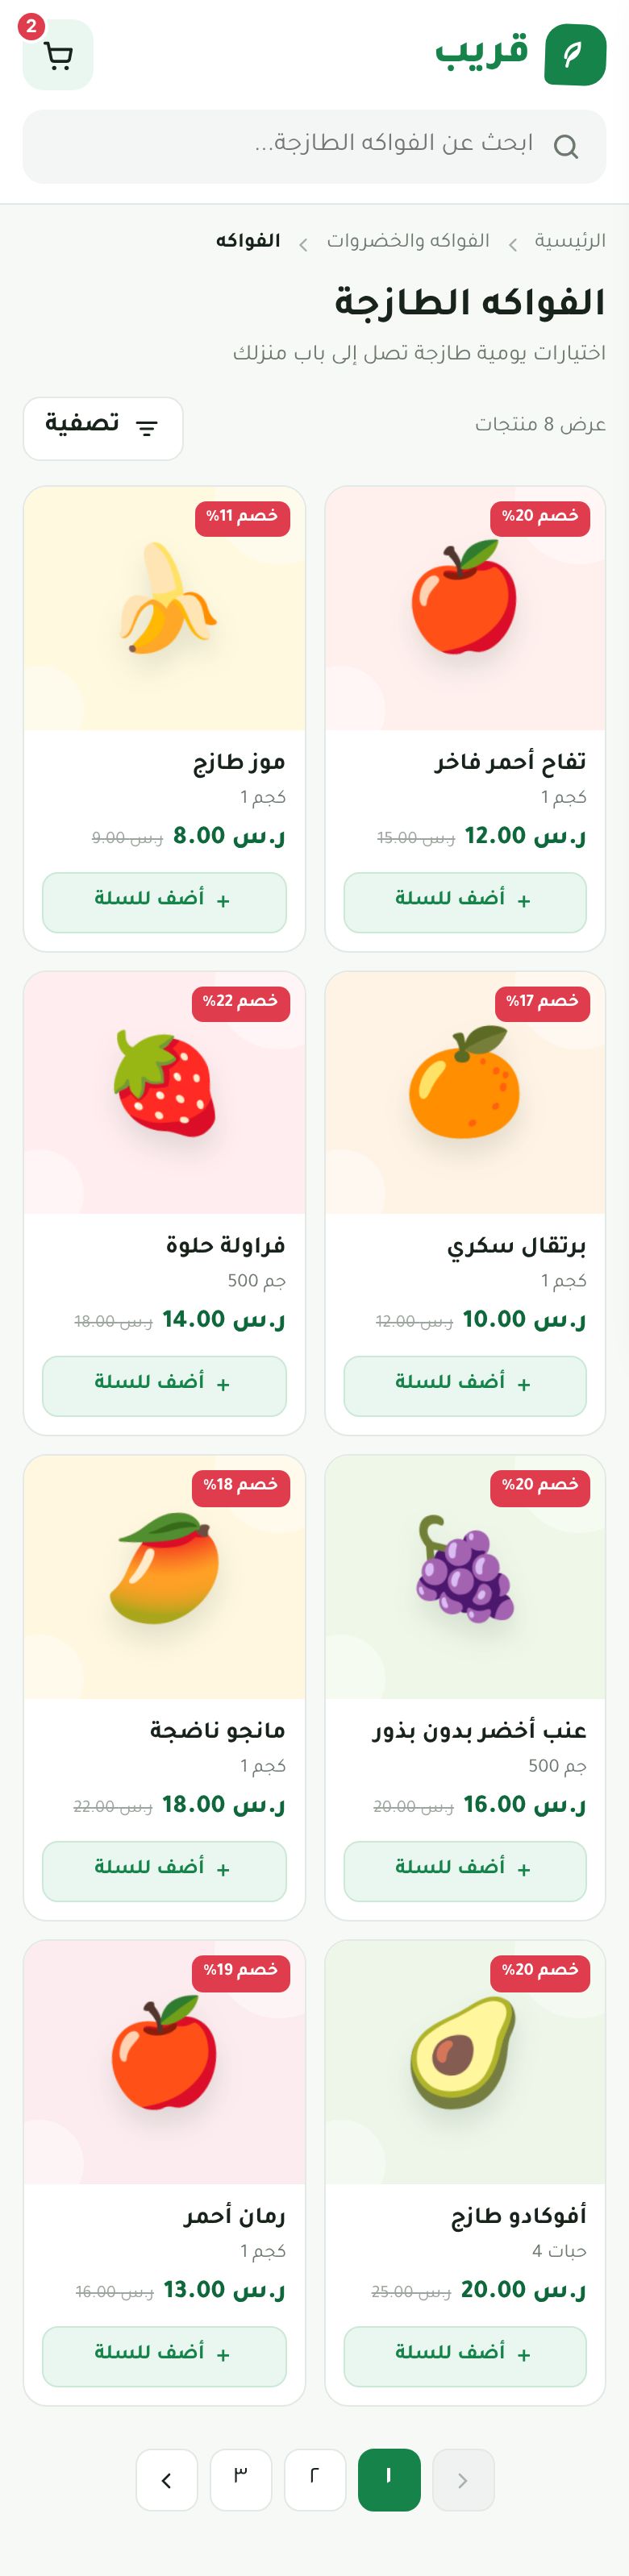 قريب
2
ابحث عن الفواكه الطازجة...
الرئيسية > الفواكه والخضروات > الفواكه
الفواكه الطازجة
اختيارات يومية طازجة تصل إلى باب منزلك
عرض 8 منتجات
تصفية
خصم 20%
تفاح أحمر فاخر
1 كجم
ر.س 12.00 ر.س 15.00
+ أضف للسلة
خصم 11%
موز طازج
1 كجم
ر.س 8.00 ر.س 9.00
+ أضف للسلة
خصم 17%
برتقال سكري
1 كجم
ر.س 10.00 ر.س 12.00
+ أضف للسلة
خصم 22%
فراولة حلوة
500 جم
ر.س 14.00 ر.س 18.00
+ أضف للسلة
خصم 20%
عنب أخضر بدون بذور
500 جم
ر.س 16.00 ر.س 20.00
+ أضف للسلة
خصم 18%
مانجو ناضجة
1 كجم
ر.س 18.00 ر.س 22.00
+ أضف للسلة
خصم 20%
أفوكادو طازج
4 حبات
ر.س 20.00 ر.س 25.00
+ أضف للسلة
خصم 19%
رمان أحمر
1 كجم
ر.س 13.00 ر.س 16.00
+ أضف للسلة
١ ٢ ٣